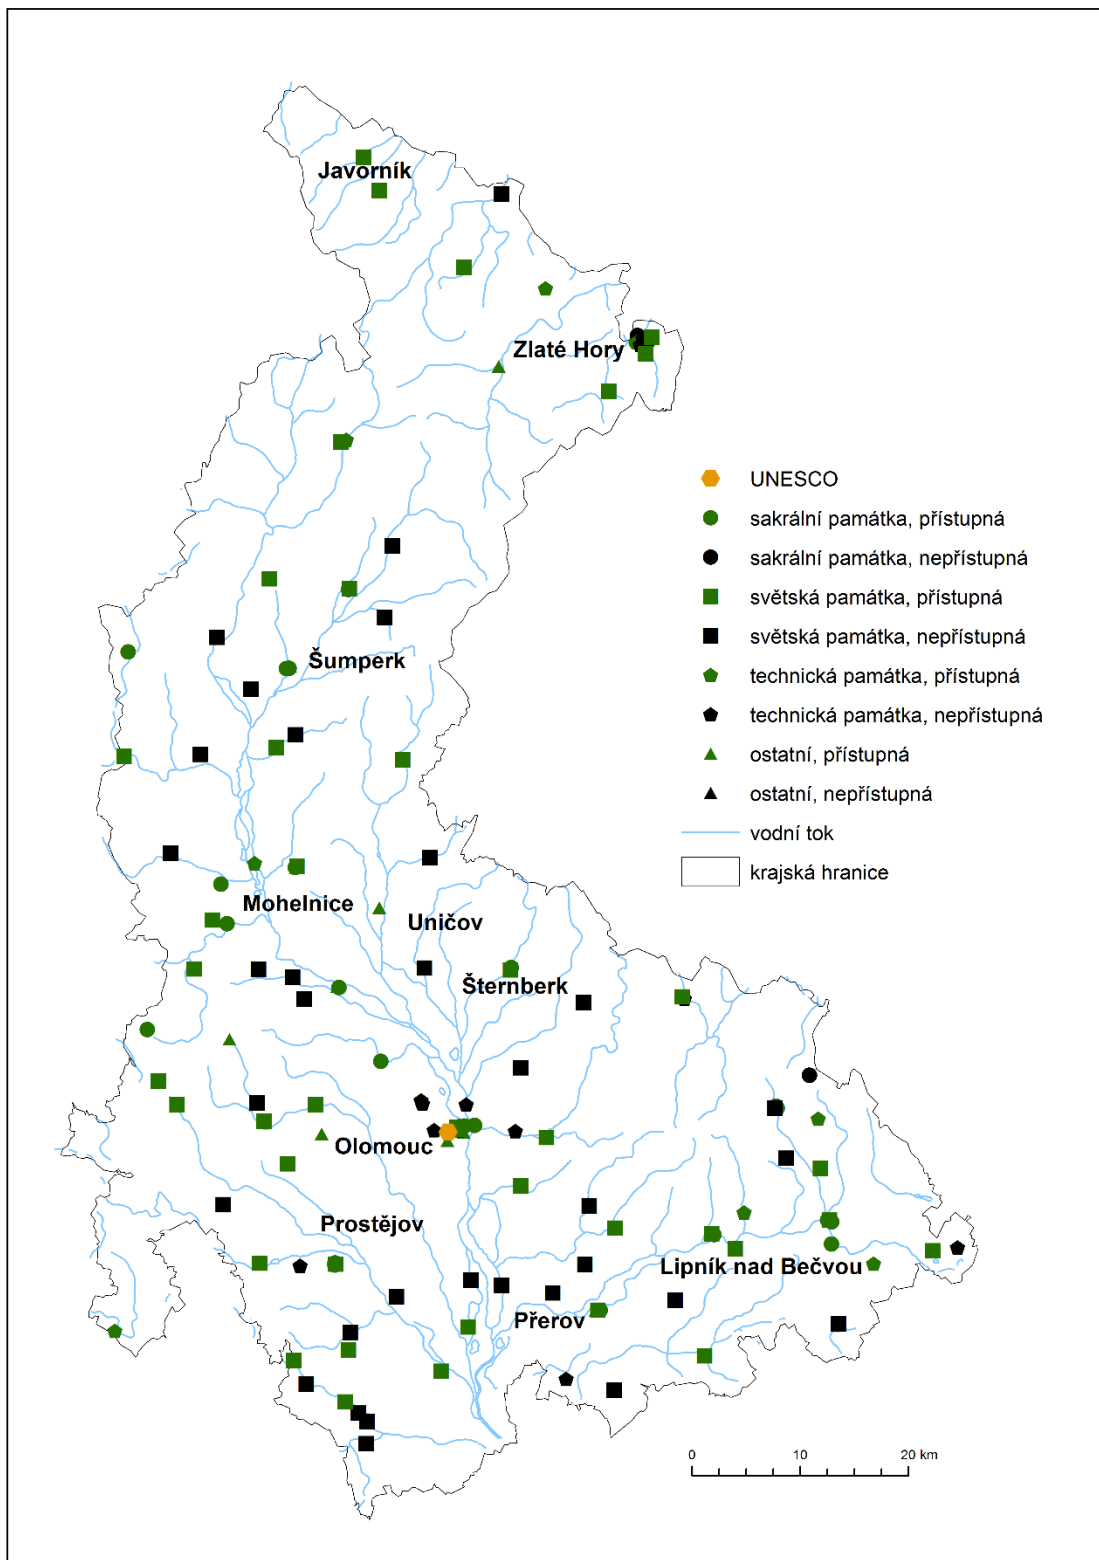 Javorník
Zlaté Hory
UNESCO
sakrální památka, přístupná
sakrální památka, nepřístupná
světská památka, přístupná
světská památka, nepřístupná
Šumperk
technická památka, přístupná
technická památka, nepřístupná
ostatní, přístupná
ostatní, nepřístupná
vodní tok
krajská hranice
Mohelnice
Uničov
Šternberk
Olomouc
Prostějov
Lipník nad Bečvou
Přerov
0 10 20 km